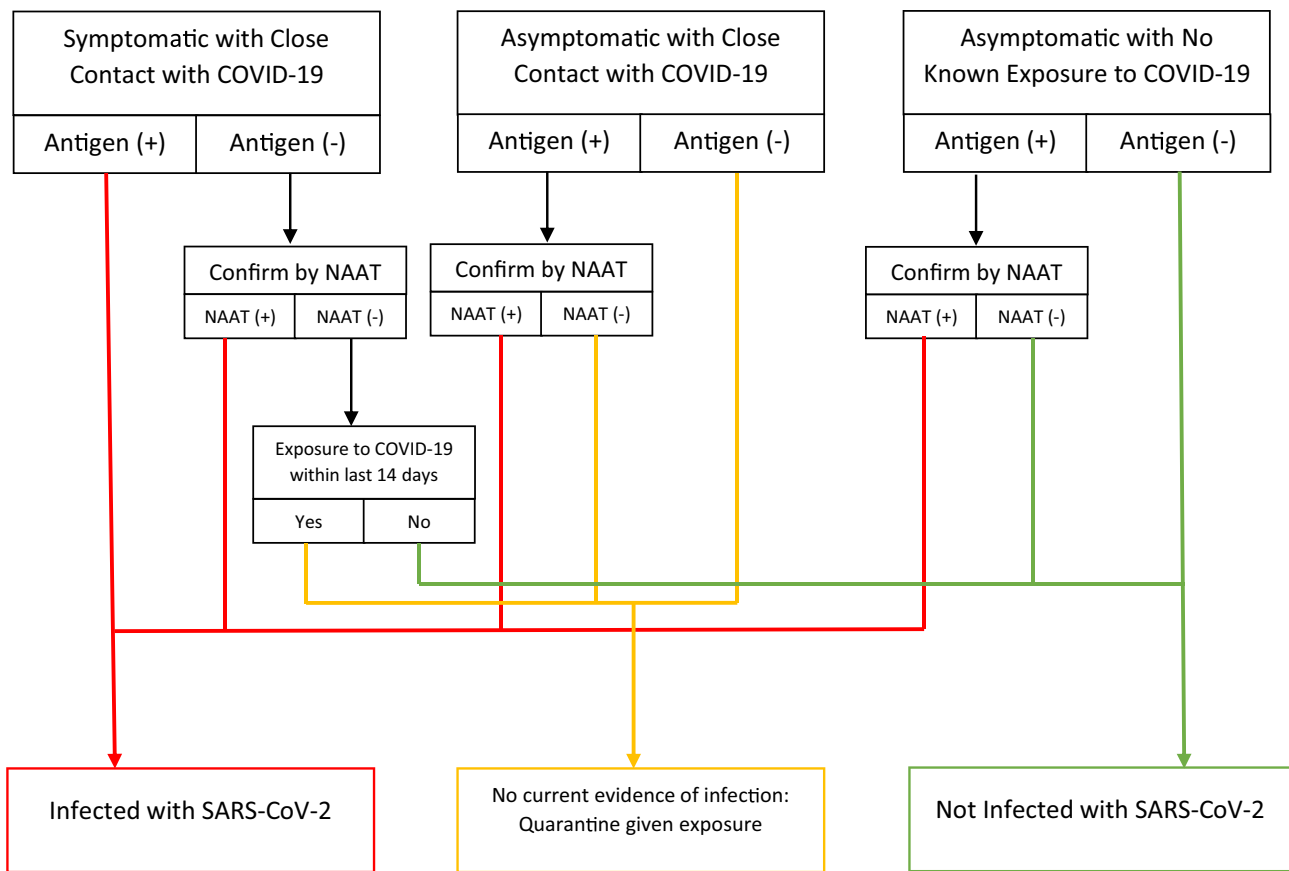 Symptomatic with Close
Contact with COVID-19
Antigen (+)
Antigen (-)
Asymptomatic with Close
Contact with COVID-19
Antigen (+)
Antigen (-)
Asymptomatic with No
Known Exposure to COVID-19
Antigen (+)
Antigen (-)
Confirm by NAAT
NAAT (+)
NAAT (-)
Confirm by NAAT
NAAT (+)
NAAT (-)
Confirm by NAAT
NAAT (+)
NAAT (-)
Exposure to COVID-19
within last 14 days
Yes
No
Infected with SARS-CoV-2
No current evidence of infection:
Quarantine given exposure
Not Infected with SARS-CoV-2